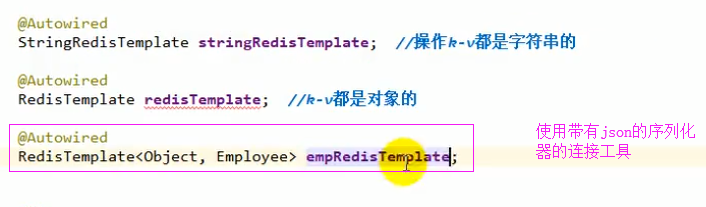 @Autowired
StringRedisTemplate stringRedisTemplate;  //操作k-v都是字符串的
@Autowired
RedisTemplate redisTemplate;  //k-v都是对象的
@Autowired
RedisTemplate<Object, Employee> empRedisTemplate;
使用带有json的序列化
器的连接工具